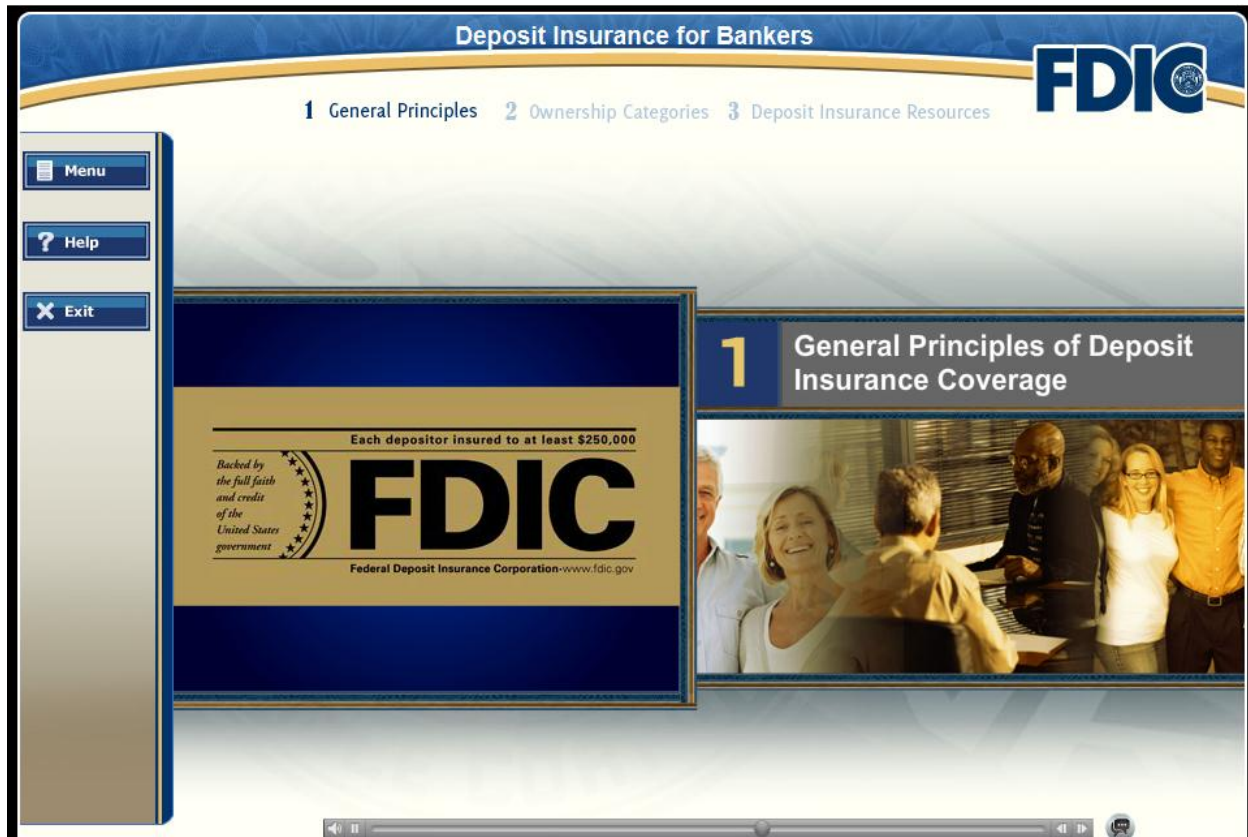 Deposit Insurance for Bankers
FDIC
1 General Principles 2 Ownership Categories 3 Deposit Insurance Resources
Menu
? Help
Exit
Each depositor insured to at least $250,000
Backed by
the full faith
and credit
of the
United States
government
FDIC
Federal Deposit Insurance Corporation · www.fdic.gov
1
General Principles of Deposit
Insurance Coverage